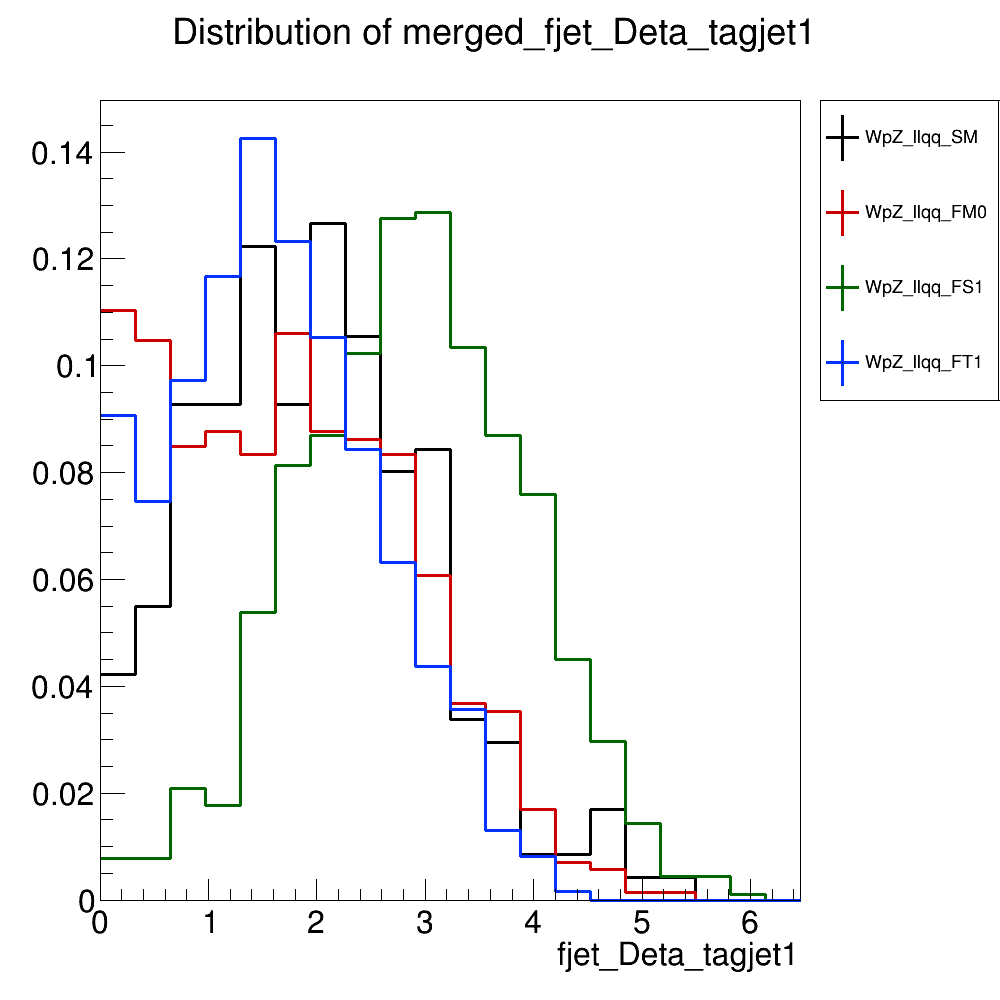 Distribution of merged_fjet_Deta_tagjet1
0.14
0.12
0.1
0.08
0.06
0.04
0.02
0
0 1 2 3 4 5 6
fjet_Deta_tagjet1
WpZ_llqq_SM
WpZ_llqq_FM0
WpZ_llqq_FS1
WpZ_llqq_FT1